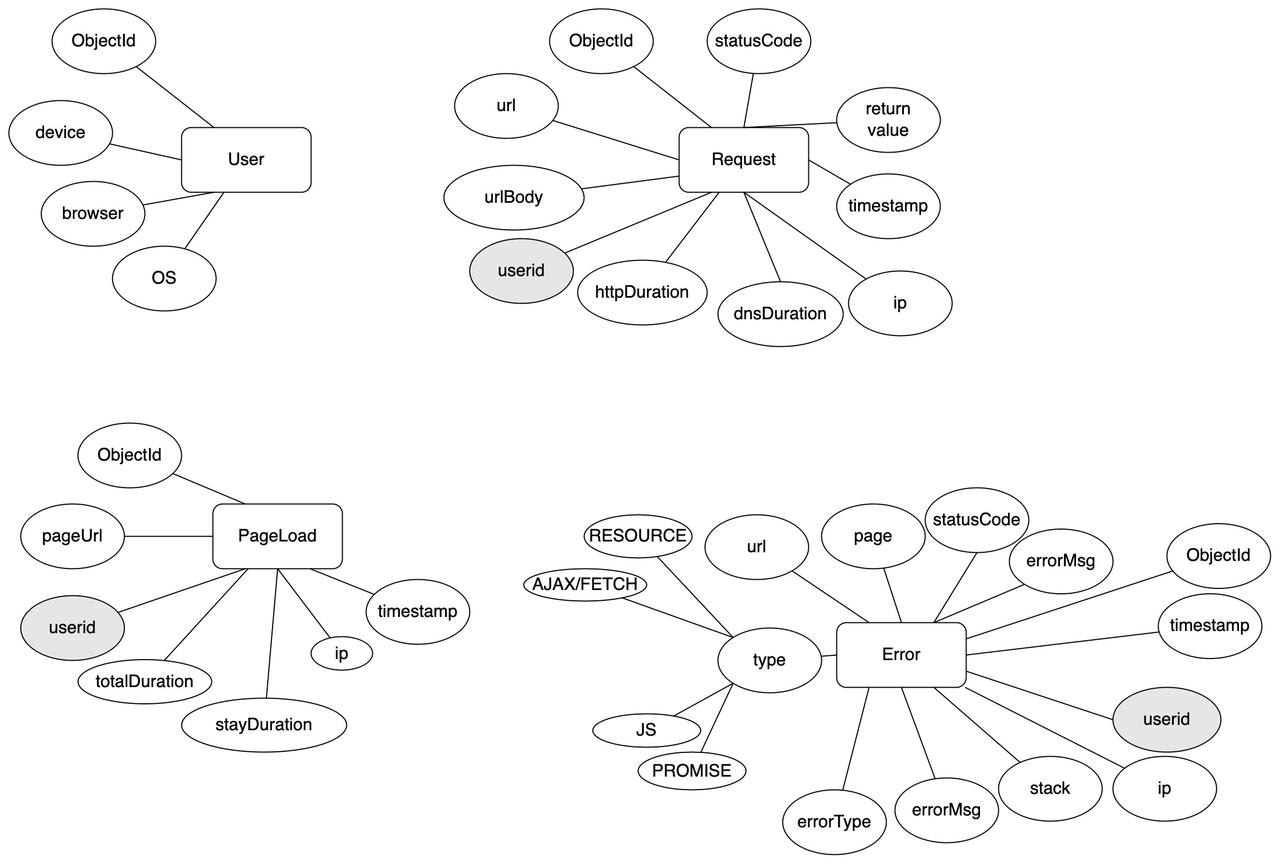 ObjectId
device
User
browser
OS
ObjectId
statusCode
url
return
value
Request
urlBody
timestamp
userid
httpDuration
dnsDuration
ip
ObjectId
pageUrl
PageLoad
userid
timestamp
ip
totalDuration
stayDuration
RESOURCE
url
page
statusCode
errorMsg
ObjectId
AJAX/FETCH
timestamp
type
Error
userid
JS
PROMISE
errorType
errorMsg
stack
ip